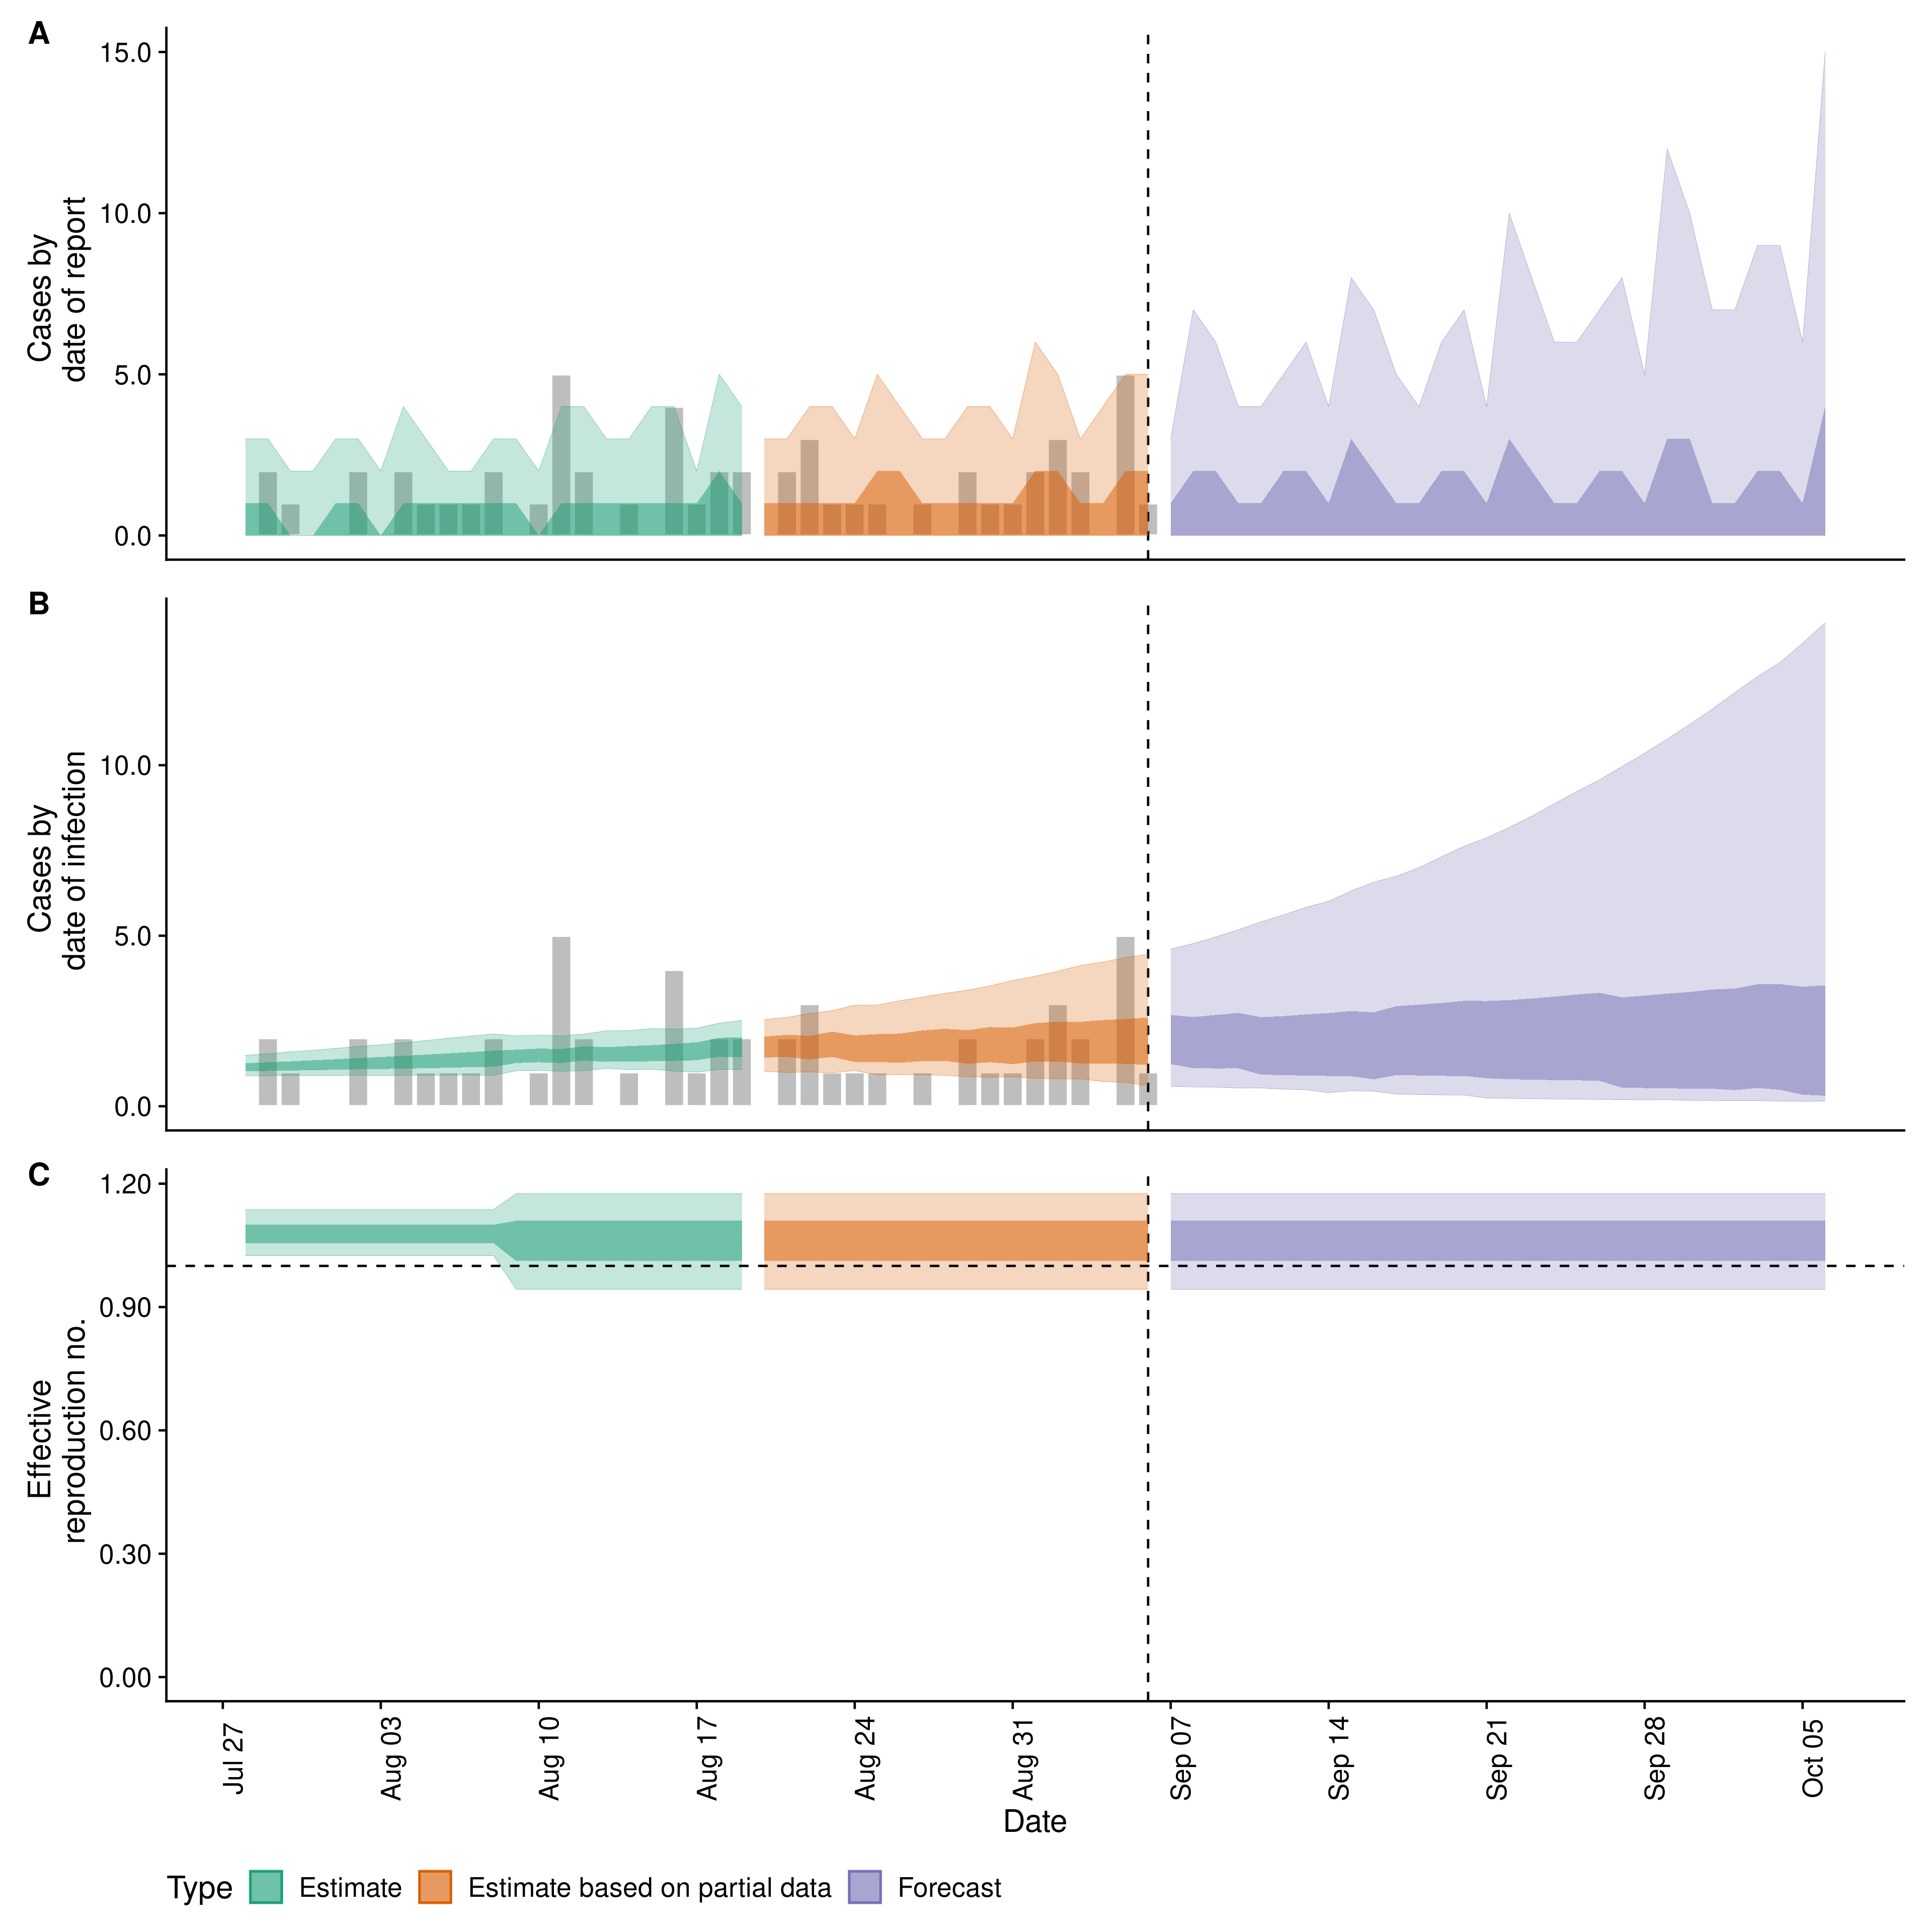 A
Cases by
date of report
15.0
10.0
5.0
0.0
B
Cases by
date of infection
10.0
5.0
0.0
C
Effective
reproduction no.
1.20
0.90
0.60
0.30
0.00
Jul 27
Aug 03
Aug 10
Aug 17
Aug 24
Aug 31
Sep 07
Sep 14
Sep 21
Sep 28
Oct 05
Date
Type Estimate Estimate based on partial data Forecast